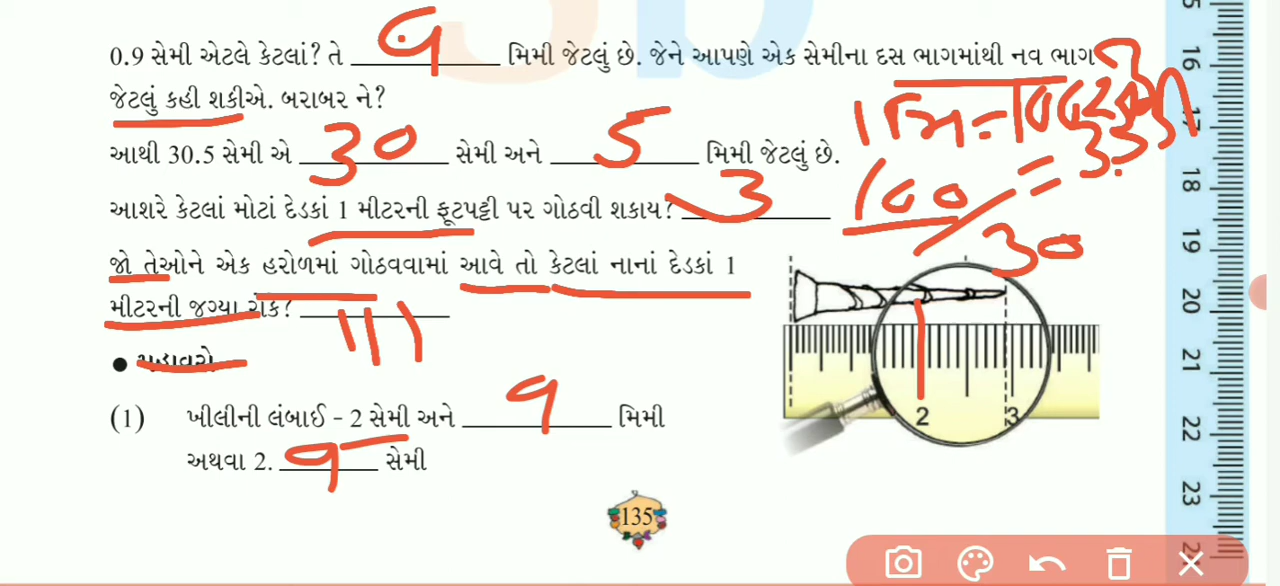 0.9 સેમી એટલે કેટલાં? તે 9 મિમી જેટલું છે. જેને આપણે એક સેમીના દસ ભાગમાંથી નવ ભાગ
જેટલું કહી શકીએ. બરાબર ને?
આથી 30.5 સેમી એ 30 સેમી અને 5 મિમી જેટલું છે.
આશરે કેટલાં મોટાં દેડકાં 1 મીટરની ફૂટપટ્ટી પર ગોઠવી શકાય? 3
100
30
જો તેઓને એક હરોળમાં ગોઠવવામાં આવે તો કેટલાં નાનાં દેડકાં 1
મીટરની જગ્યા રોકે? 111
(1) ખીલીની લંબાઈ - 2 સેમી અને 9 મિમી
અથવા 2. 9 સેમી
2 3
135
16
17
18
19
20
21
22
23